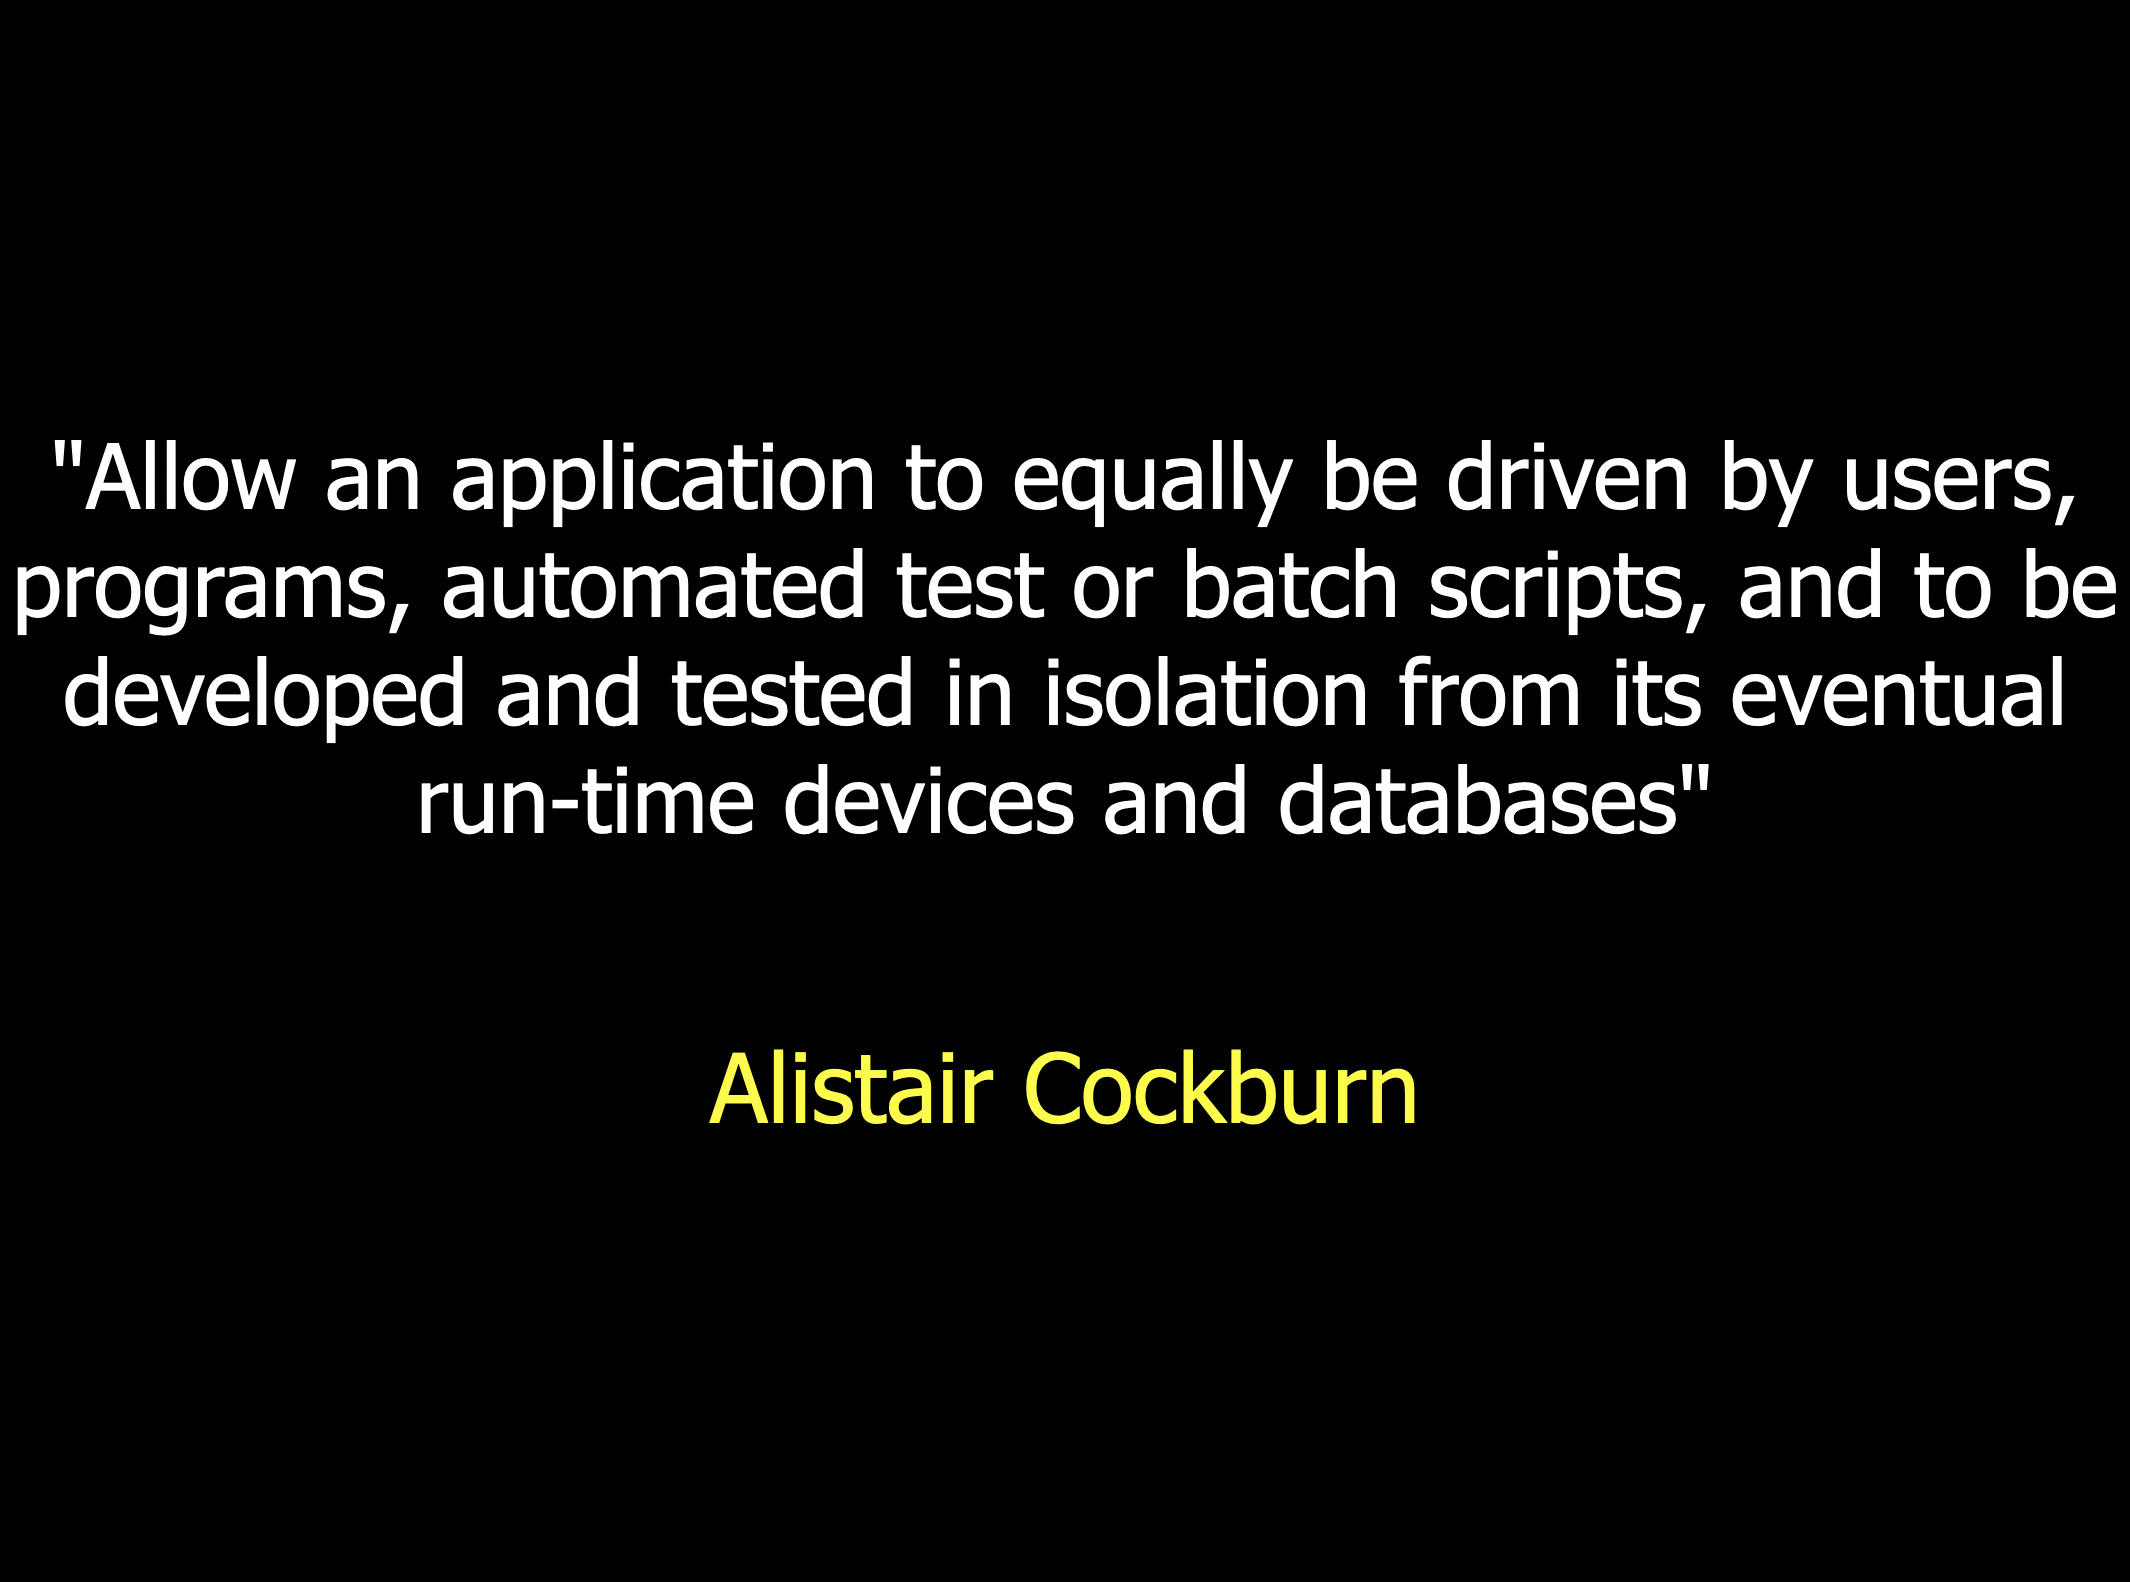 "Allow an application to equally be driven by users,
programs, automated test or batch scripts, and to be
developed and tested in isolation from its eventual
run-time devices and databases"
Alistair Cockburn